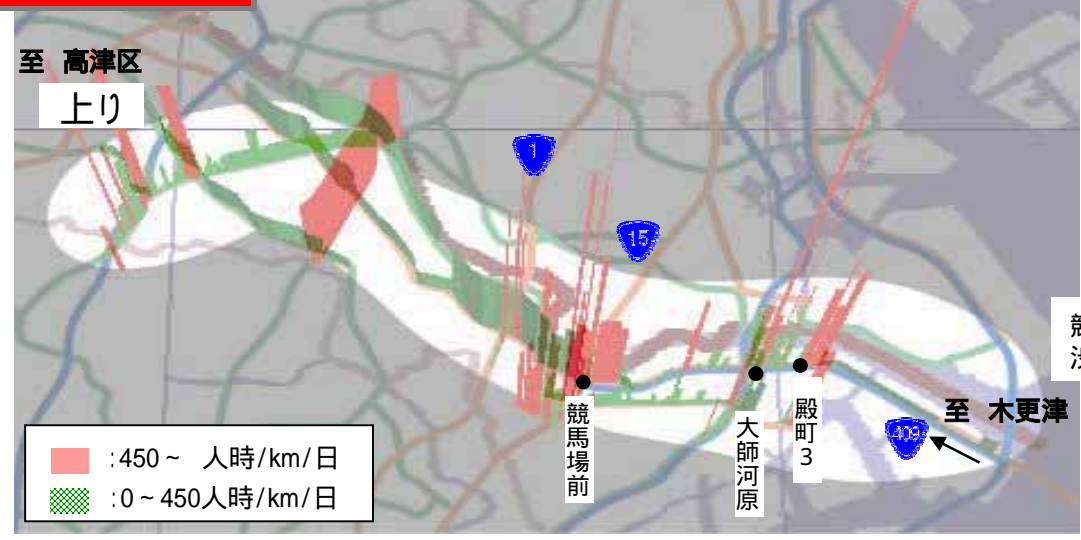 至 高津区
上り
1
15
409
至 木更津
競馬場前
大師河原
殿町3
:450～ 人時/km/日
:0～450人時/km/日